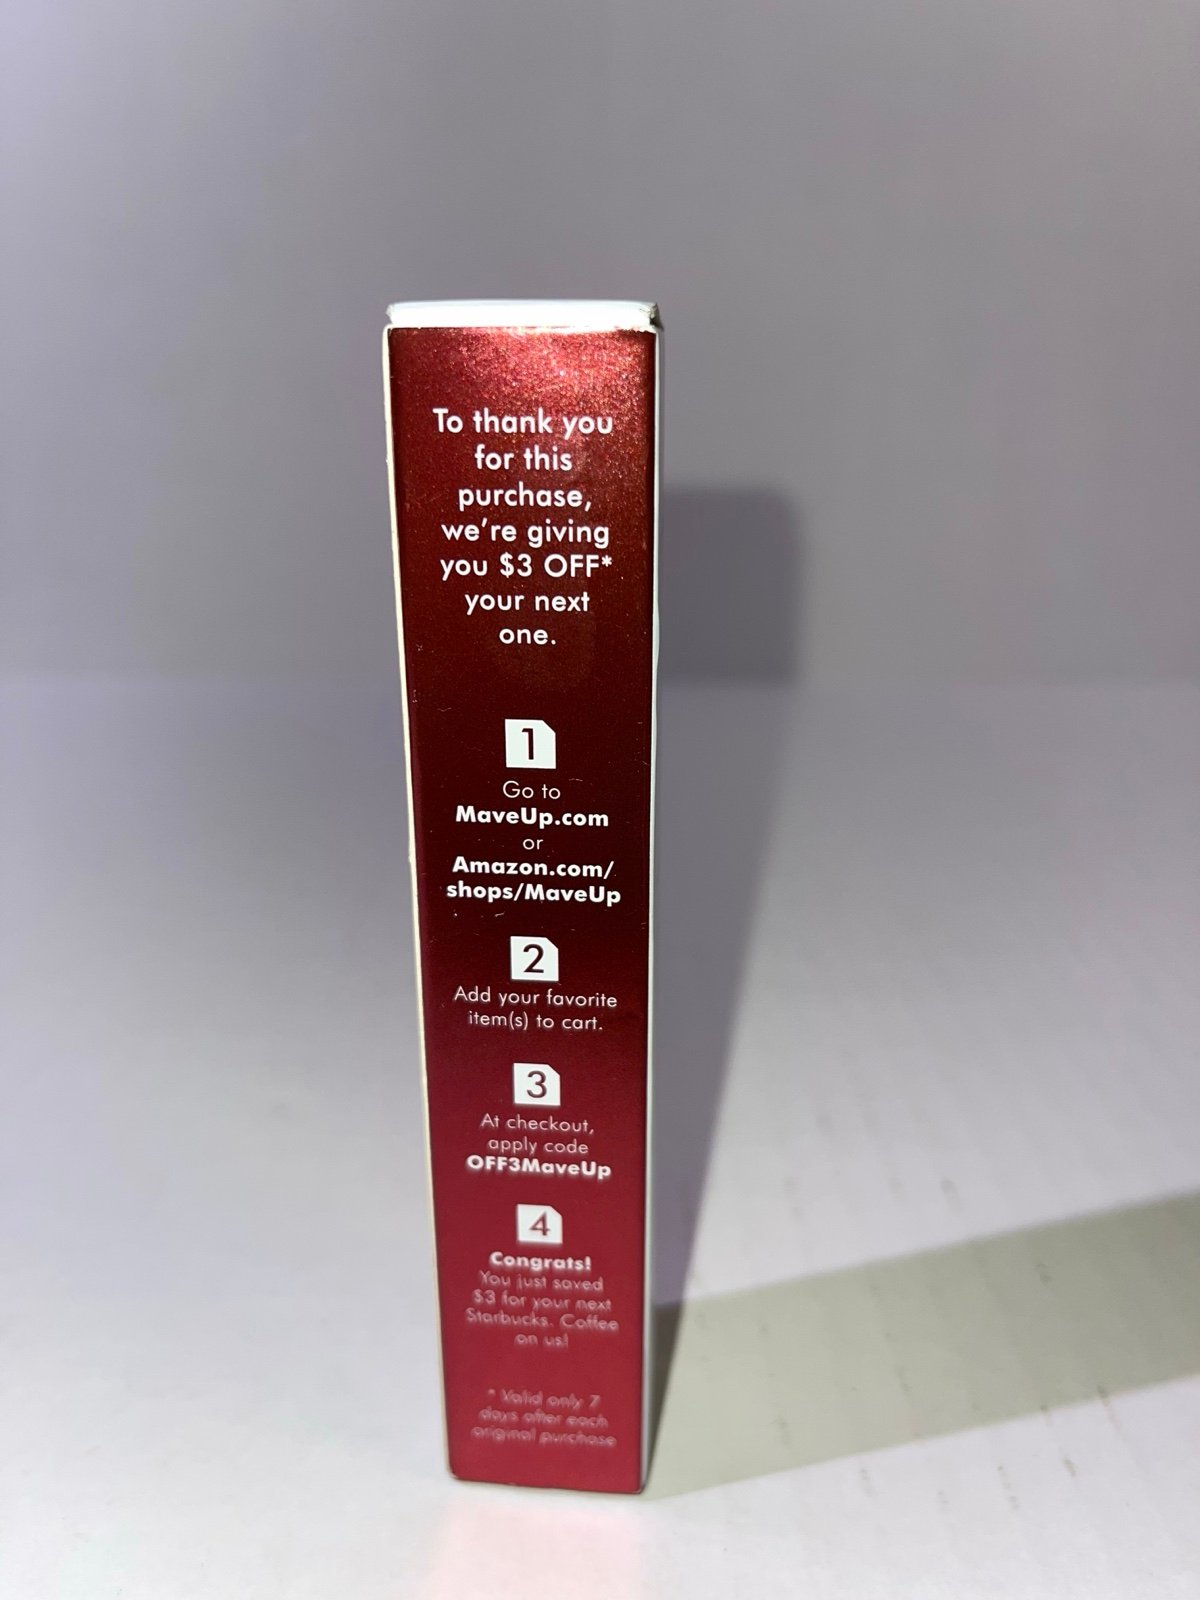 To thank you
for this
purchase,
we're giving
you $3 OFF*
your next
one.
1
Go to
MaveUp.com
or
Amazon.com/
shops/MaveUp
2
Add your favorite
item(s) to cart.
3
At checkout,
apply code
OFF3MaveUp
4
Congrats!
You just saved
$3 for your next
Starbucks. Coffee
on us!
* Valid only 7
days after each
original purchase